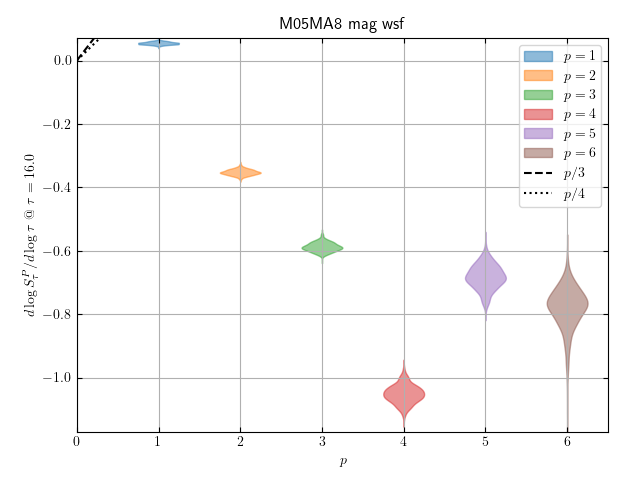 M05MA8 mag wsf
d log S_τ^P / d log τ @ τ = 16.0
0.0
−0.2
−0.4
−0.6
−0.8
−1.0
p = 1
p = 2
p = 3
p = 4
p = 5
p = 6
p/3
p/4
0 1 2 3 4 5 6
p